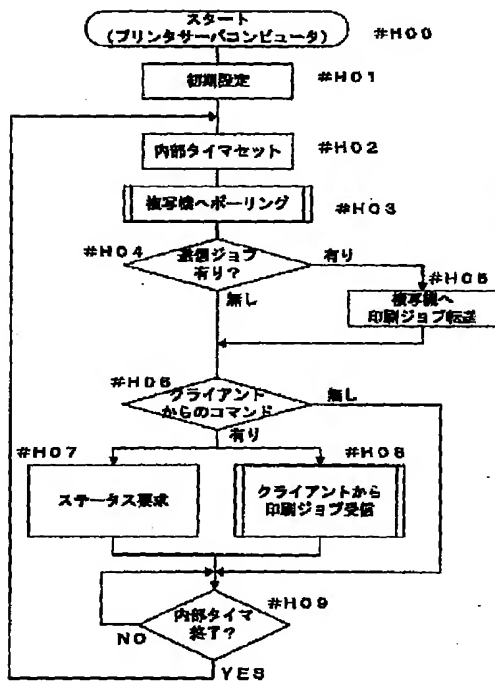 スタート
(プリンタサーバコンピュータ)
#H00
初期設定
#H01
内部タイマセット
#H02
複写機へポーリング
#H03
#H04
送信ジョブ
有り?
有り
無し
#H05
複写機へ
印刷ジョブ転送
#H06
クライアント
からのコマンド
無し
有り
#H07
ステータス要求
#H08
クライアントから
印刷ジョブ受信
内部タイマ
終了?
#H09
NO
YES